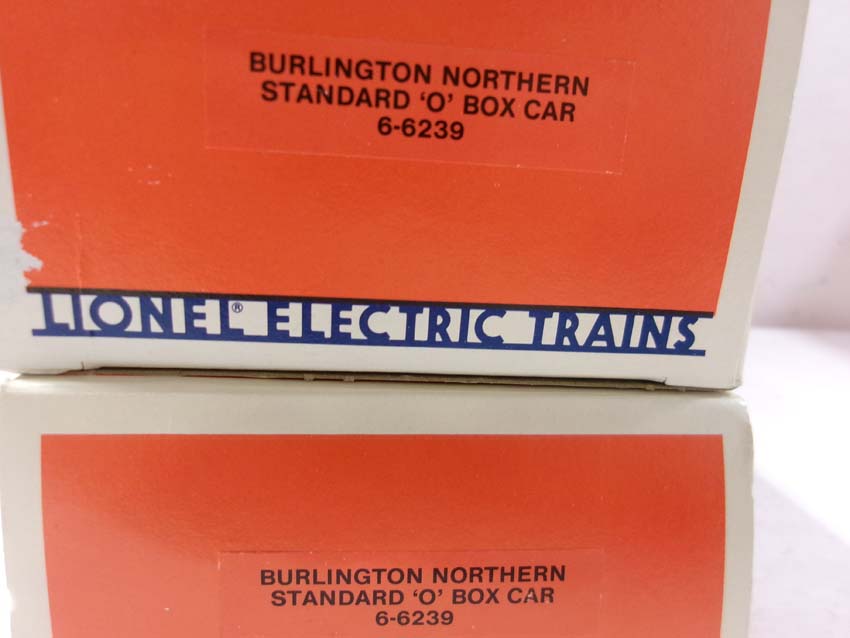 BURLINGTON NORTHERN
STANDARD ‘O’ BOX CAR
6-6239
LIONEL® ELECTRIC TRAINS
BURLINGTON NORTHERN
STANDARD ‘O’ BOX CAR
6-6239